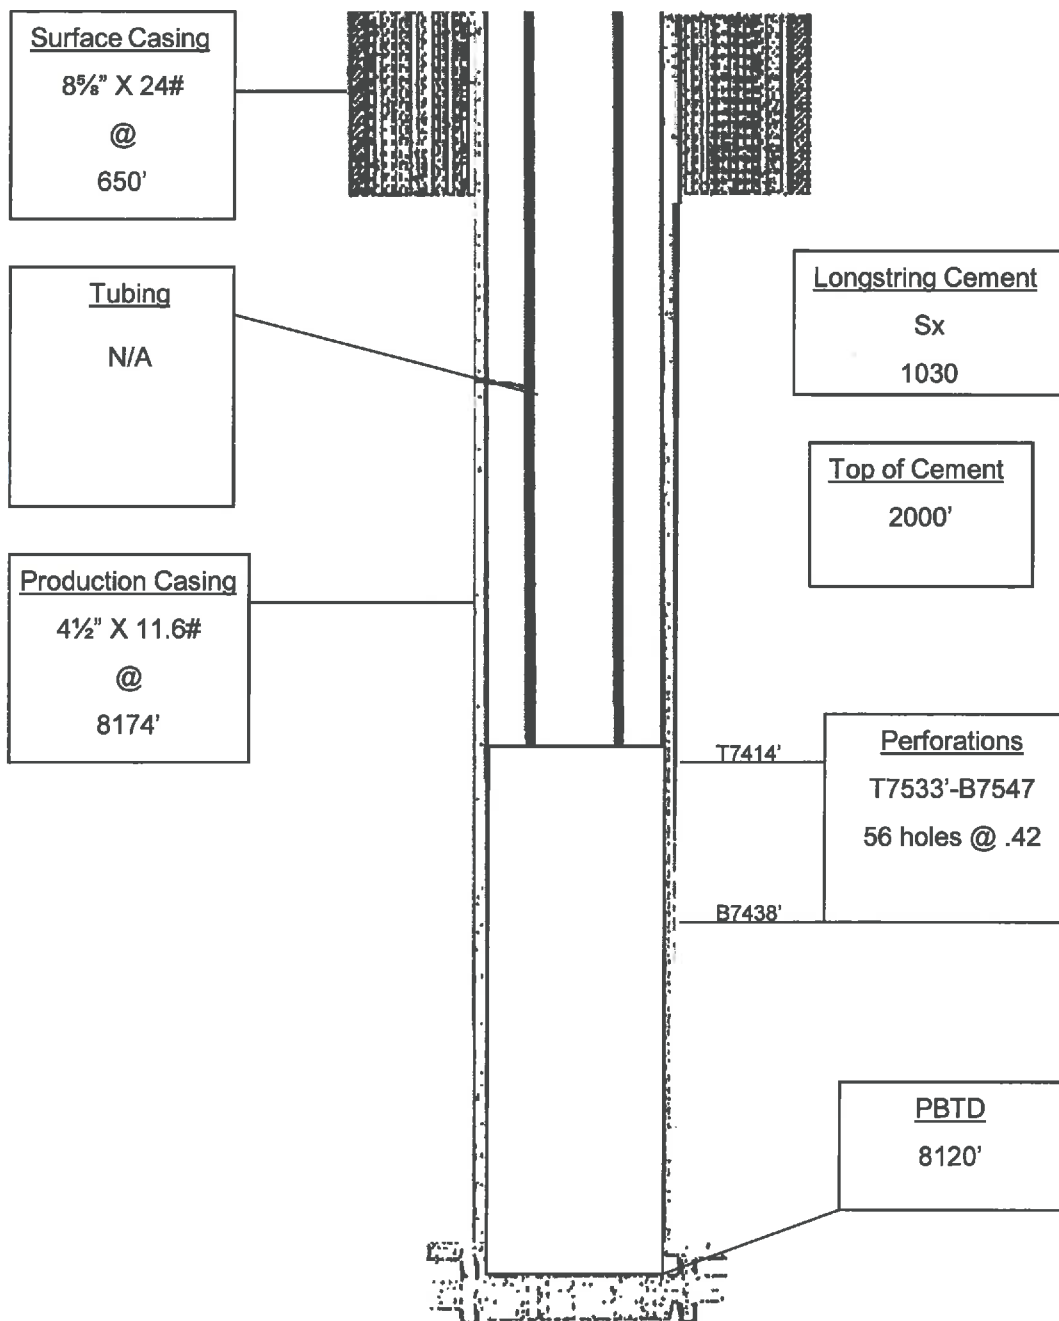 Surface Casing
8⅝” X 24#
@
650’
Tubing
N/A
Production Casing
4½” X 11.6#
@
8174’
Longstring Cement
Sx
1030
Top of Cement
2000’
T7414’
B7438’
Perforations
T7533’-B7547
56 holes @ .42
PBTD
8120’